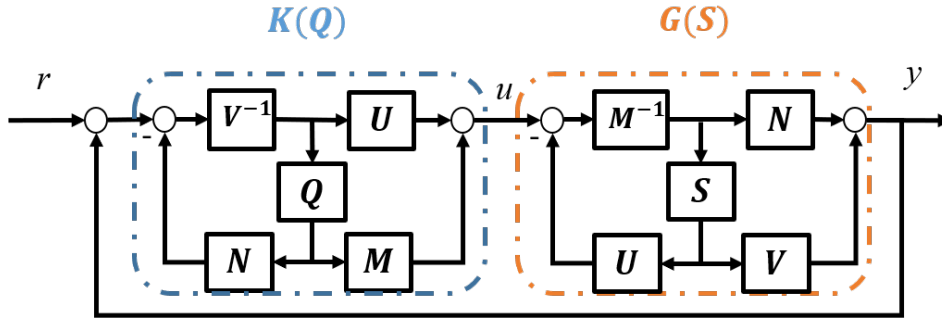 K(Q) G(S)
r u y
- V⁻¹ U - M⁻¹ N
Q S
N M U V